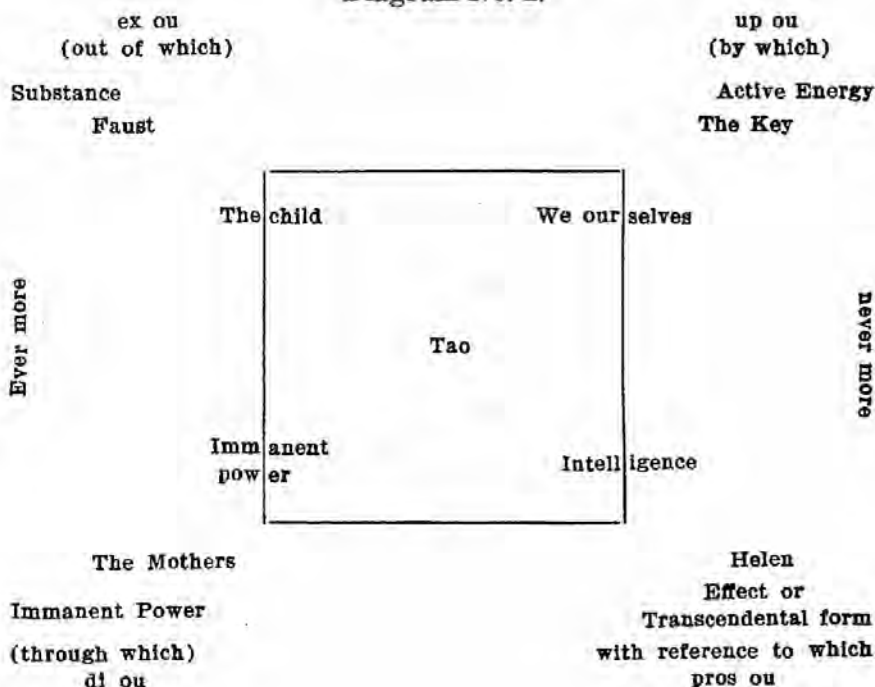 ex ou
(out of which)
Substance
Faust
up ou
(by which)
Active Energy
The Key
The child
We our selves
Ever more
Tao
never more
Imm anent
pow er
Intell igence
The Mothers
Immanent Power
(through which)
di ou
Helen
Effect or
Transcendental form
with reference to which
pros ou